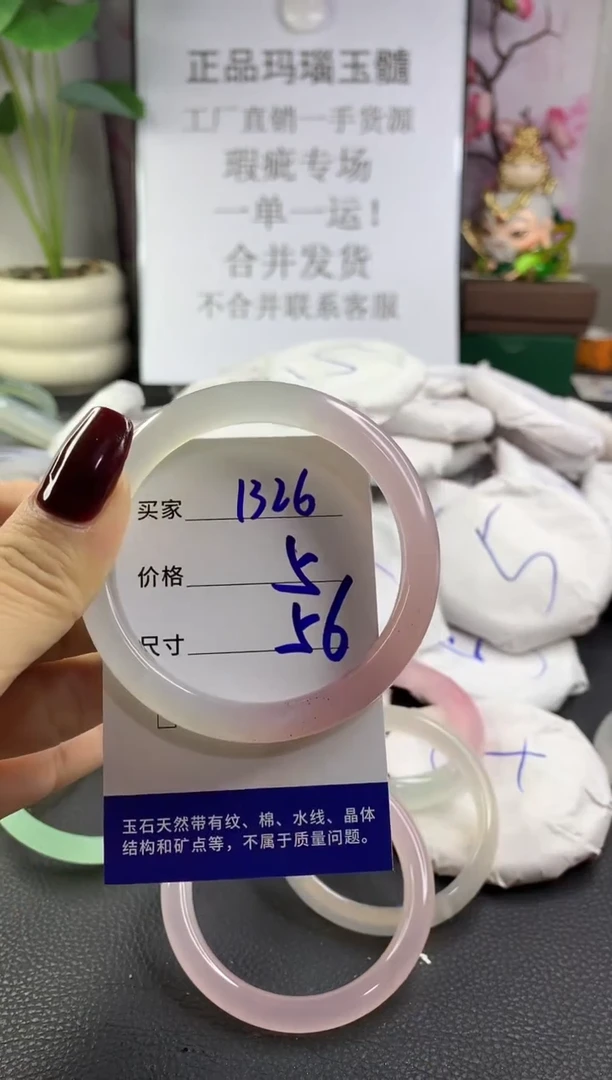 正品玛瑙玉髓
工厂直销一手货源
瑕疵专场
一单一运！
合并发货
不合并联系客服
买家 1326
价格 5
尺寸 56
玉石天然带有纹、棉、水线、晶体
结构和矿点等，不属于质量问题。
5